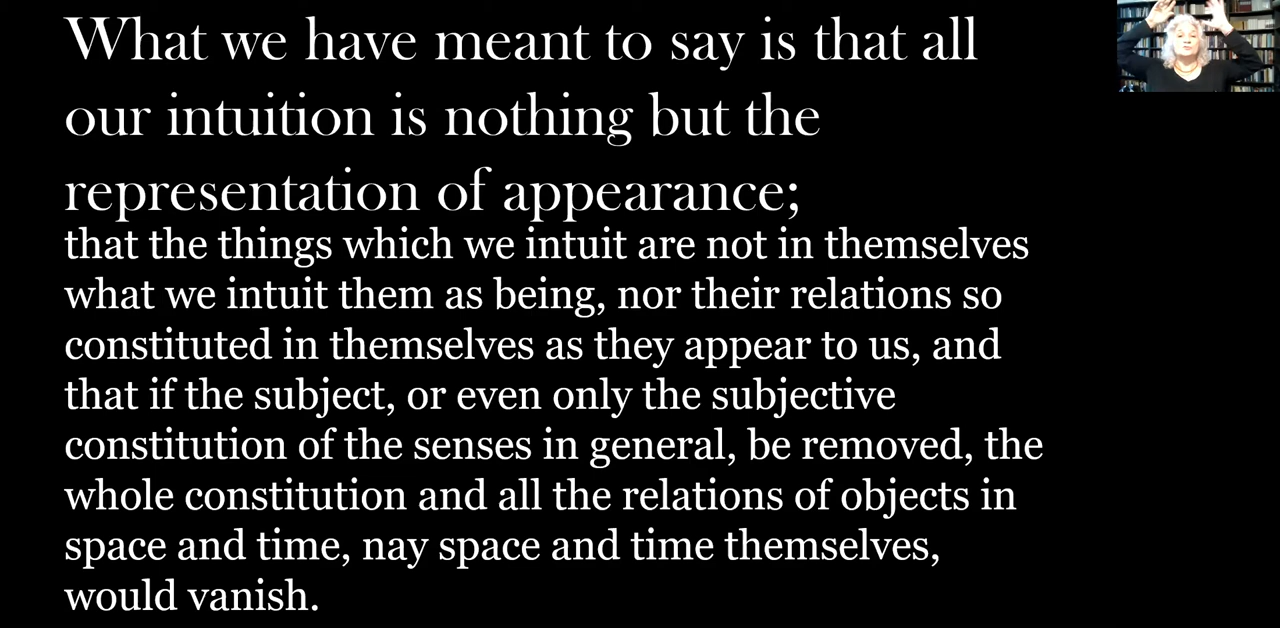 What we have meant to say is that all
our intuition is nothing but the
representation of appearance;
that the things which we intuit are not in themselves
what we intuit them as being, nor their relations so
constituted in themselves as they appear to us, and
that if the subject, or even only the subjective
constitution of the senses in general, be removed, the
whole constitution and all the relations of objects in
space and time, nay space and time themselves,
would vanish.